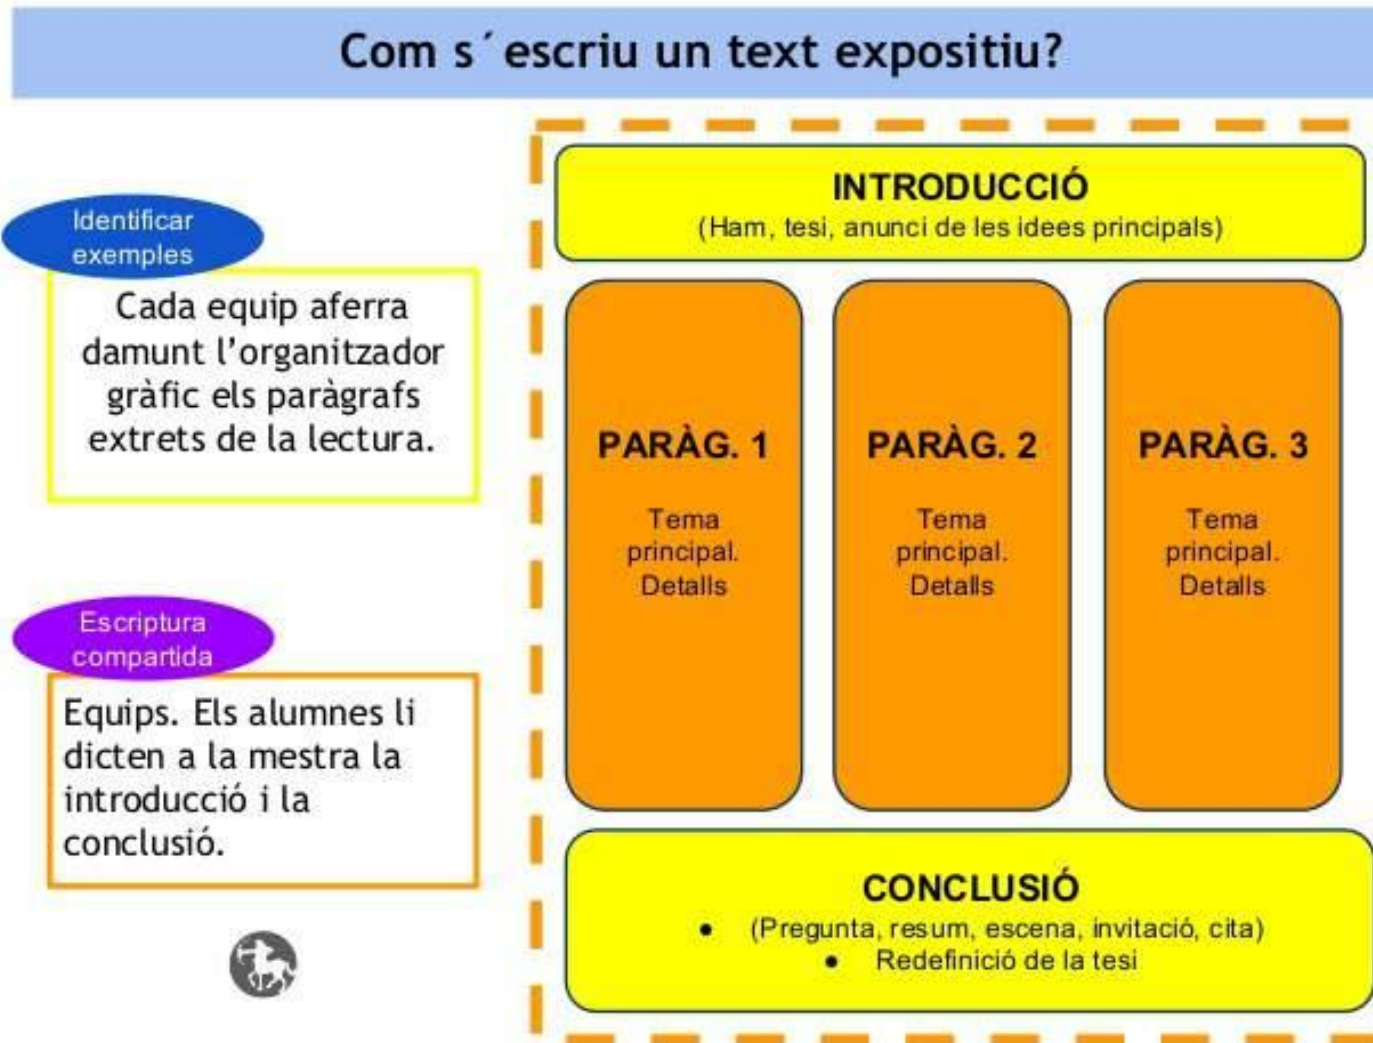 Com s´escriu un text expositiu?
Identificar
exemples
Cada equip aferra
damunt l’organitzador
gràfic els paràgrafs
extrets de la lectura.
Escriptura
compartida
Equips. Els alumnes li
dicten a la mestra la
introducció i la
conclusió.
INTRODUCCIÓ
(Ham, tesi, anunci de les idees principals)
PARÀG. 1
Tema
principal.
Detalls
PARÀG. 2
Tema
principal.
Detalls
PARÀG. 3
Tema
principal.
Detalls
CONCLUSIÓ
● (Pregunta, resum, escena, invitació, cita)
● Redefinició de la tesi